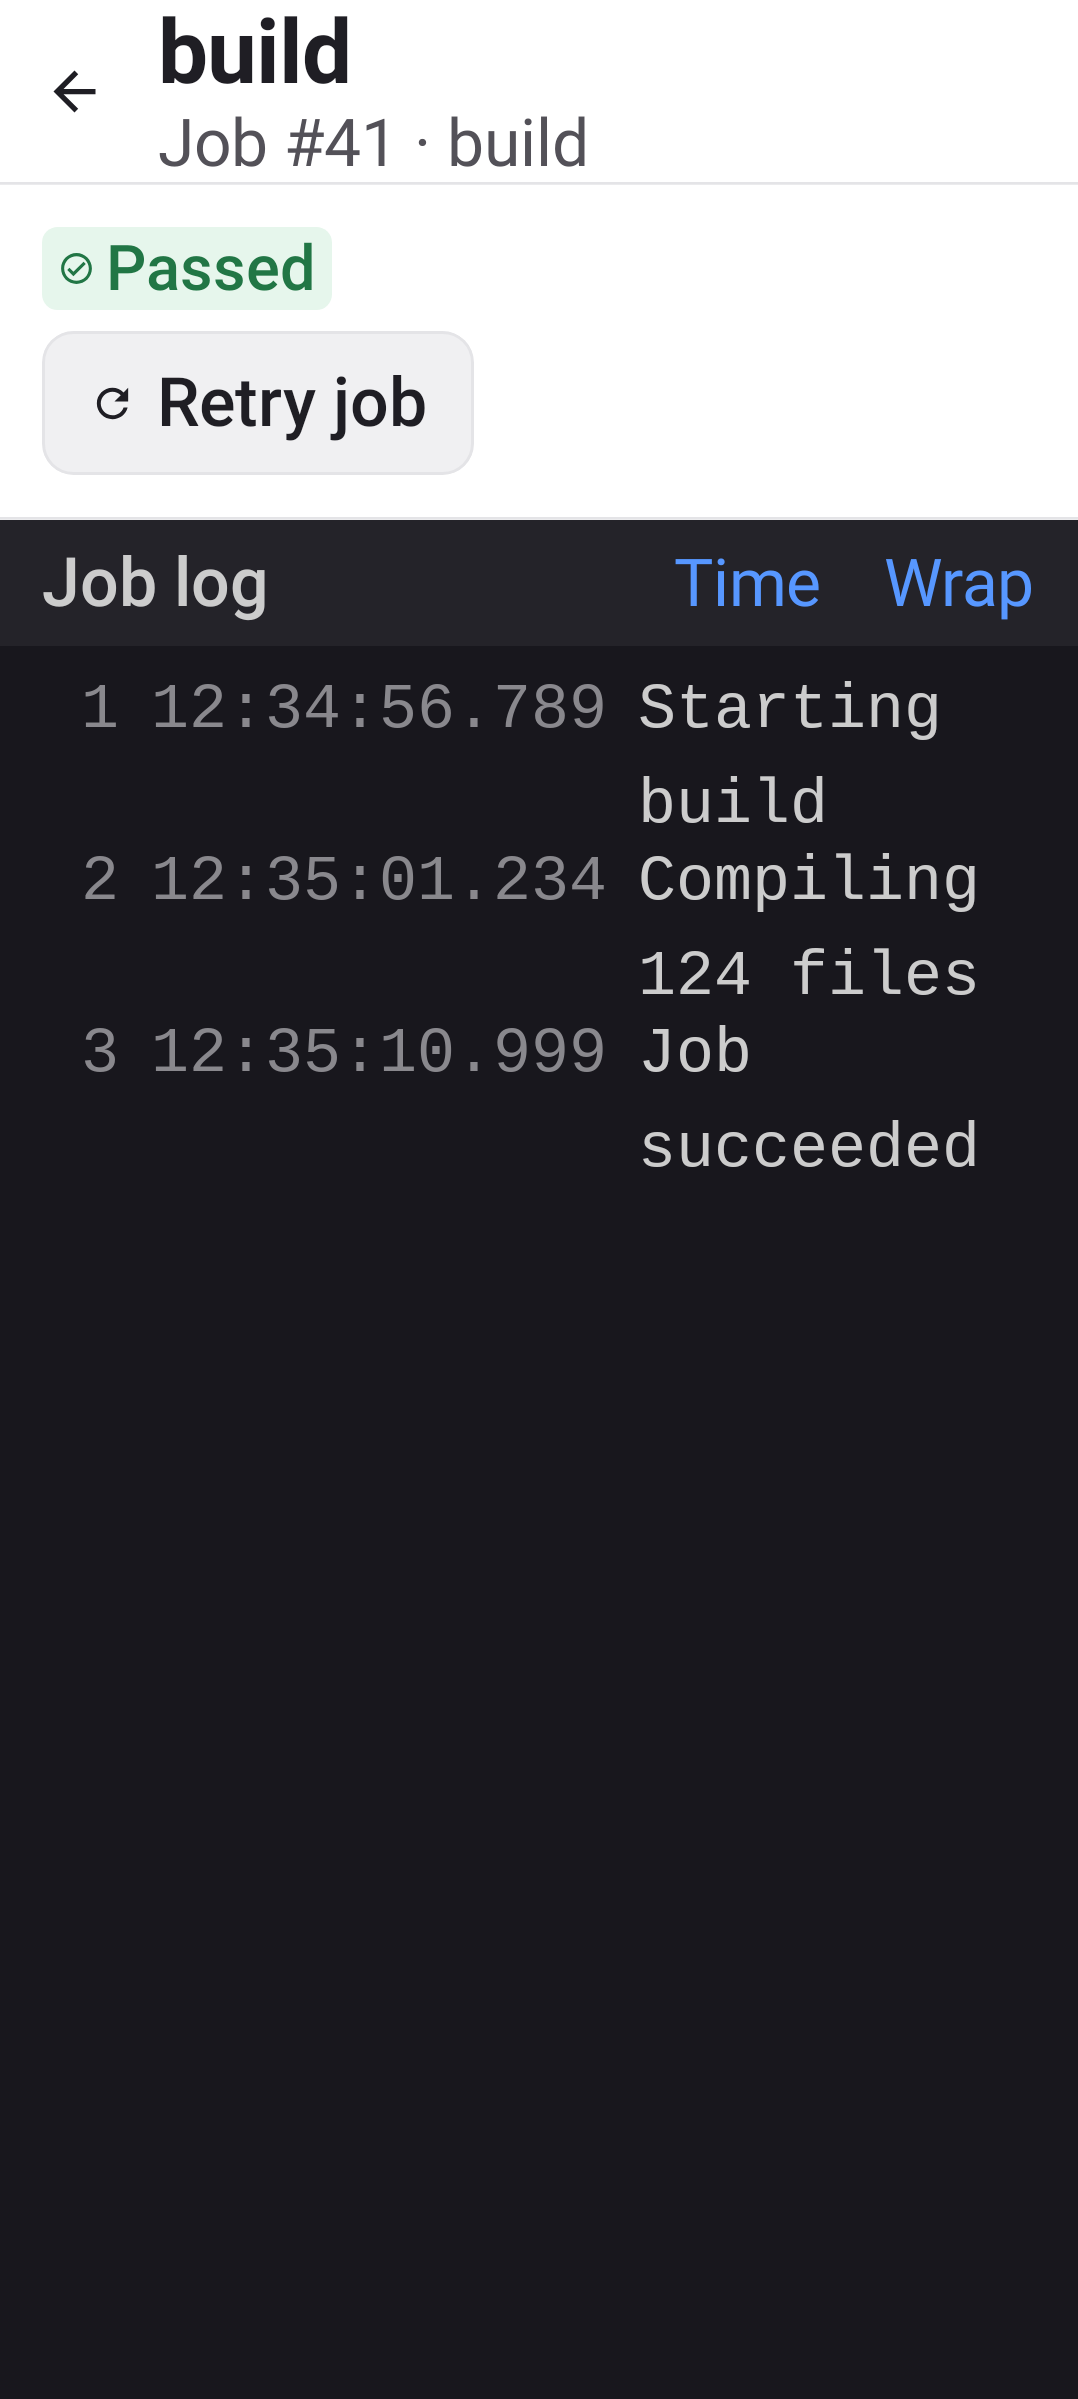 build
Job #41 · build
Passed
Retry job
Job log Time Wrap
1 12:34:56.789 Starting
build
2 12:35:01.234 Compiling
124 files
3 12:35:10.999 Job
succeeded